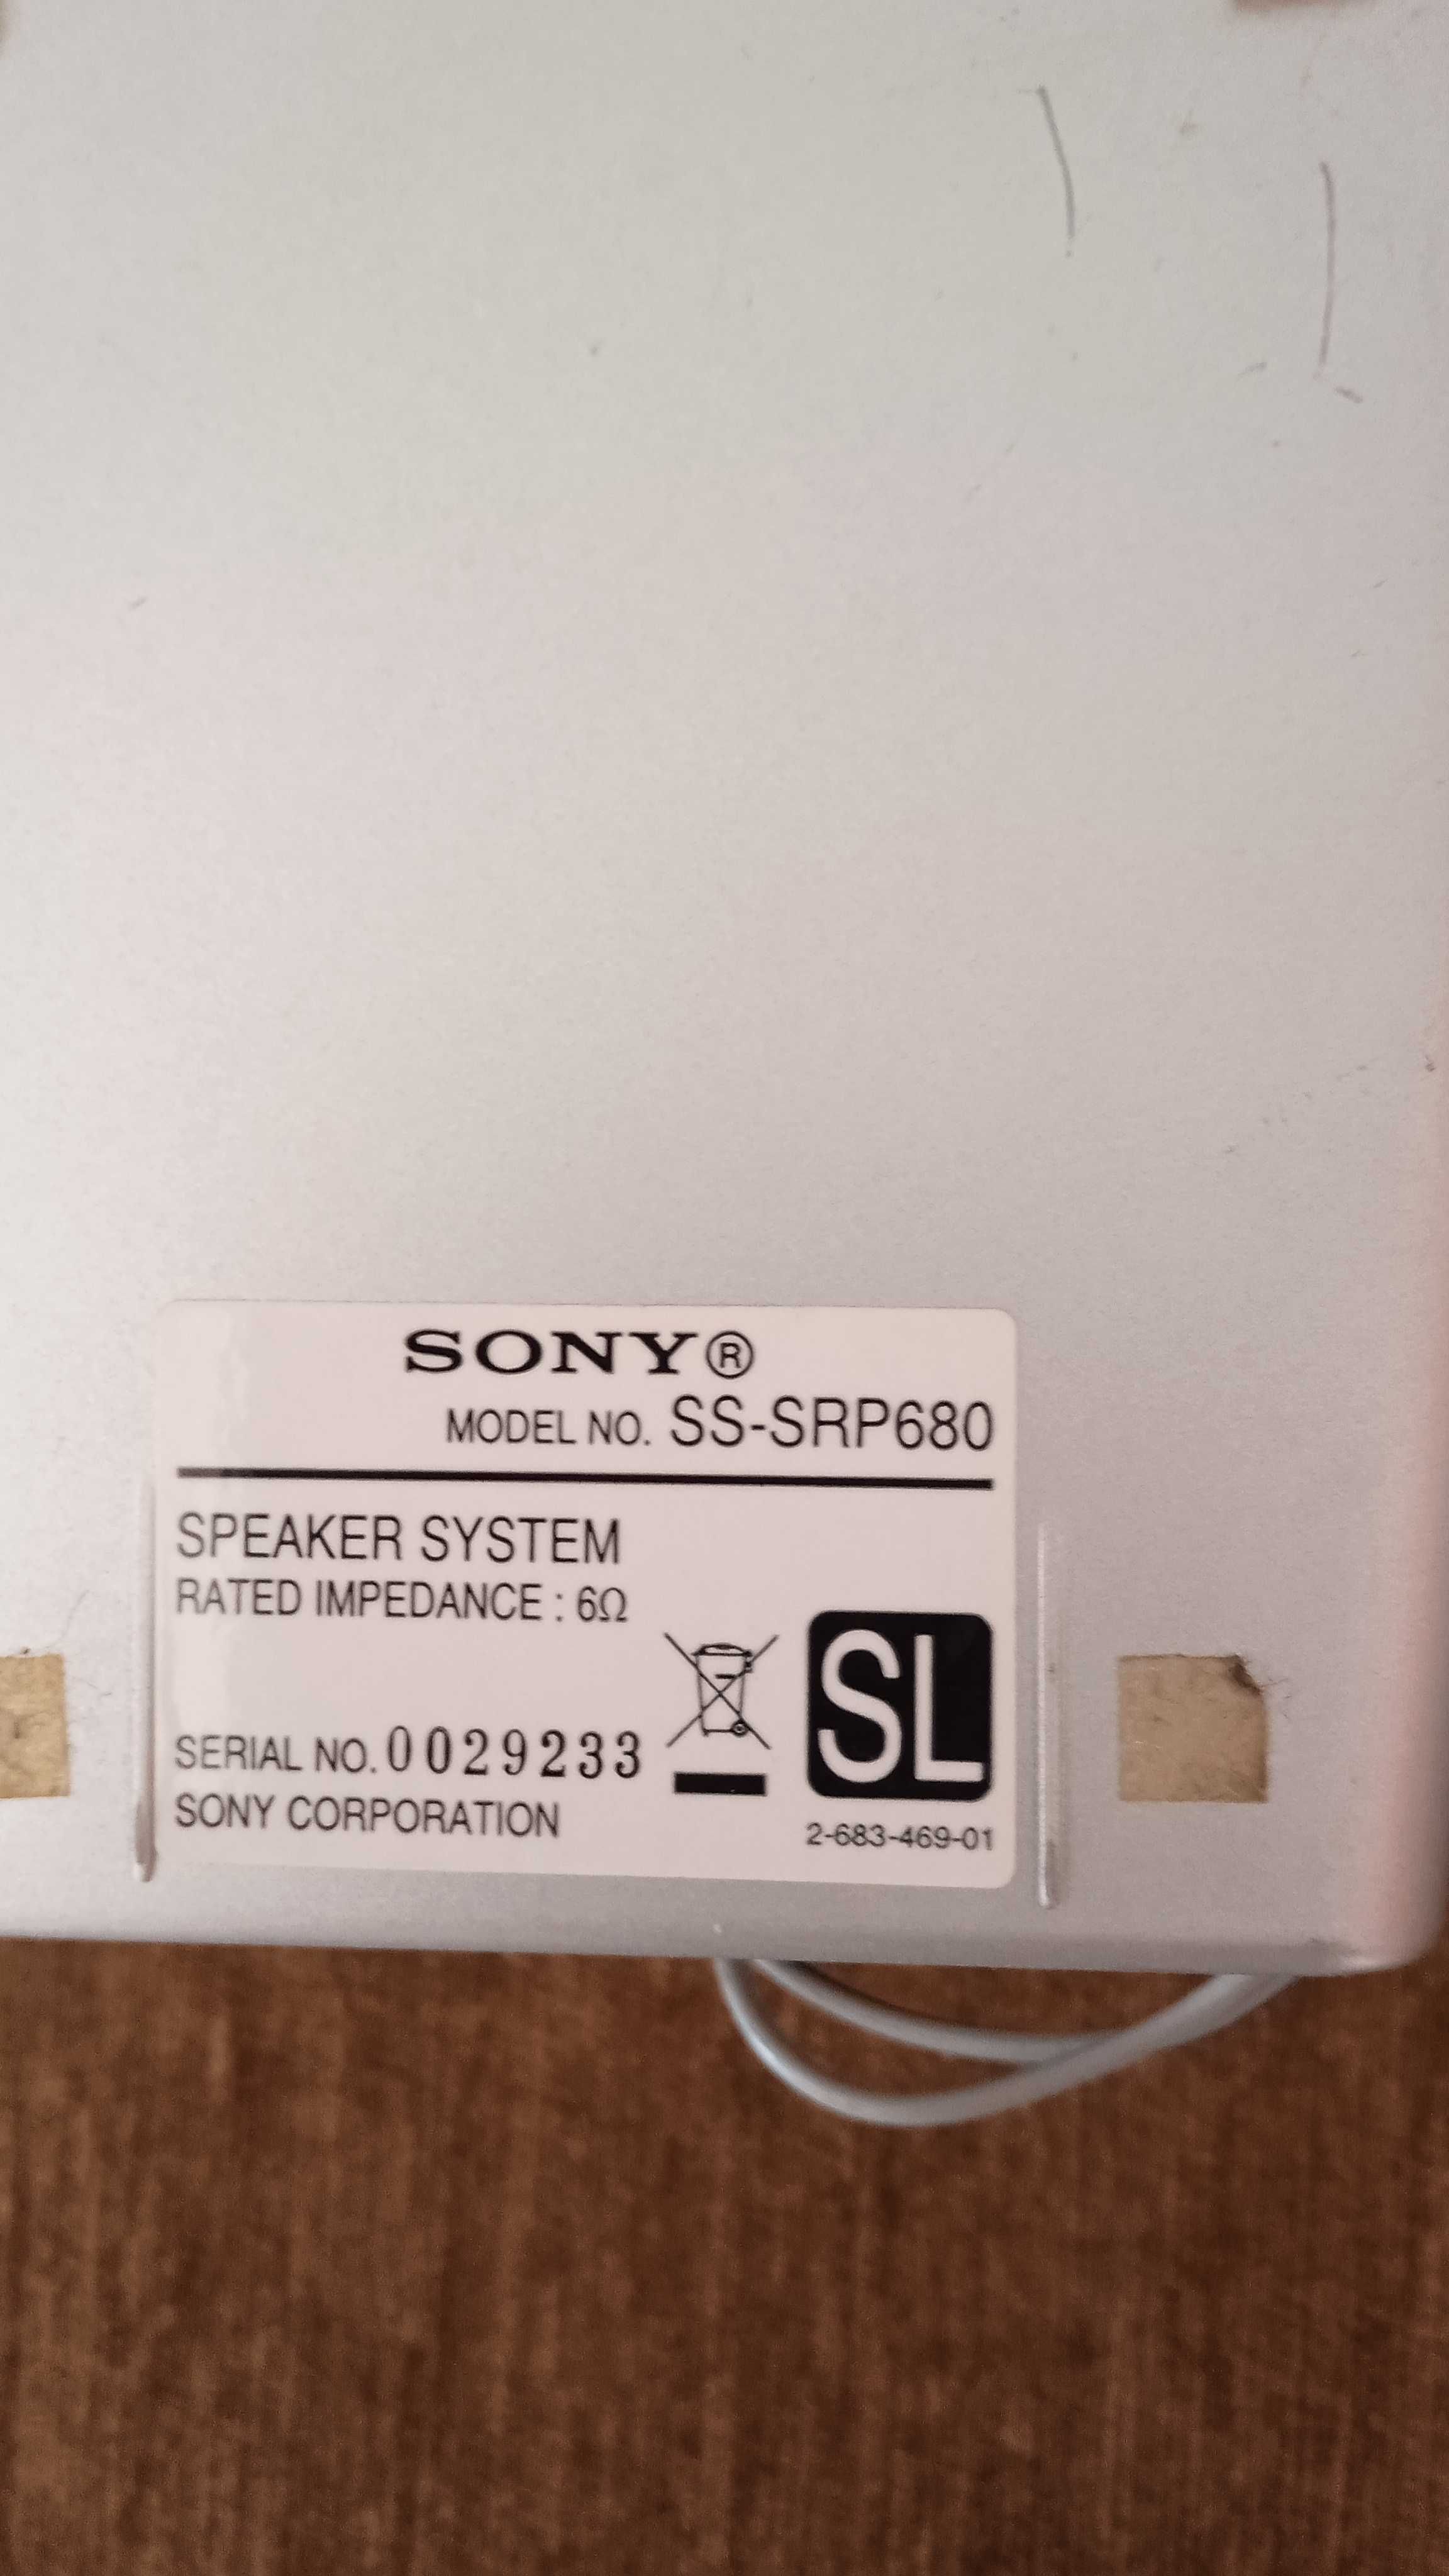 SONY®
MODEL NO. SS-SRP680
SPEAKER SYSTEM
RATED IMPEDANCE : 6Ω
SL
SERIAL NO. 0029233
SONY CORPORATION
2-683-469-01